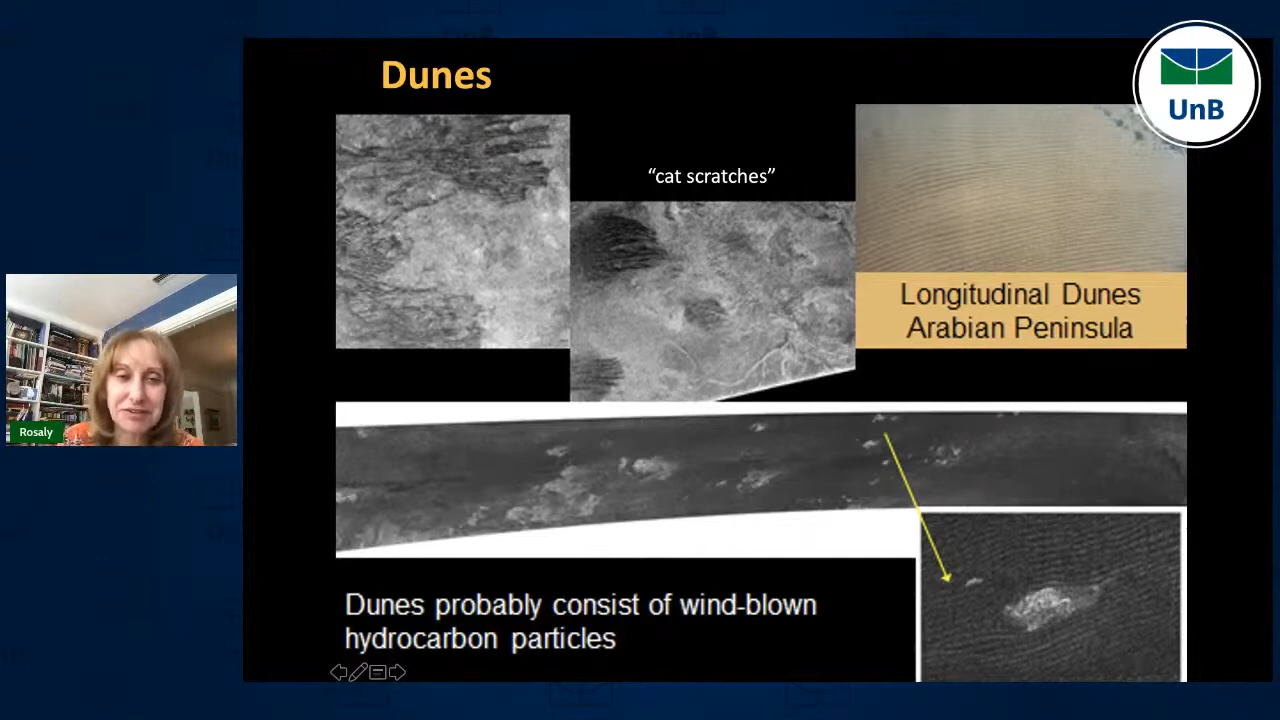 Dunes
UnB
“cat scratches”
Longitudinal Dunes
Arabian Peninsula
Rosaly
Dunes probably consist of wind-blown
hydrocarbon particles